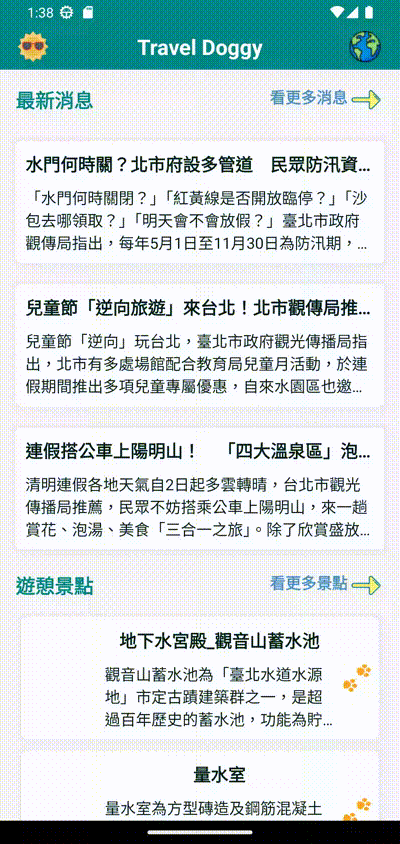 1:38
Travel Doggy
最新消息
看更多消息
水門何時關？北市府設多管道　民眾防汛資...
「水門何時關閉？」「紅黃線是否開放臨停？」「沙
包去哪領取？」「明天會不會放假？」臺北市政府
觀傳局指出，每年5月1日至11月30日為防汛期，...
兒童節「逆向旅遊」來台北！北市觀傳局推...
兒童節「逆向」玩台北，臺北市政府觀光傳播局指
出，北市有多處場館配合教育局兒童月活動，於連
假期間推出多項兒童專屬優惠，自來水園區也邀...
連假搭公車上陽明山！　「四大溫泉區」泡...
清明連假各地天氣自2日起多雲轉晴，台北市觀光
傳播局推薦，民眾不妨搭乘公車上陽明山，來一趟
賞花、泡湯、美食「三合一之旅」。除了欣賞盛放...
遊憩景點
看更多景點
地下水宮殿_觀音山蓄水池
觀音山蓄水池為「臺北水道水源
地」市定古蹟建築群之一，是超
過百年歷史的蓄水池，功能為貯...
量水室
量水室為方型磚造及鋼筋混凝土